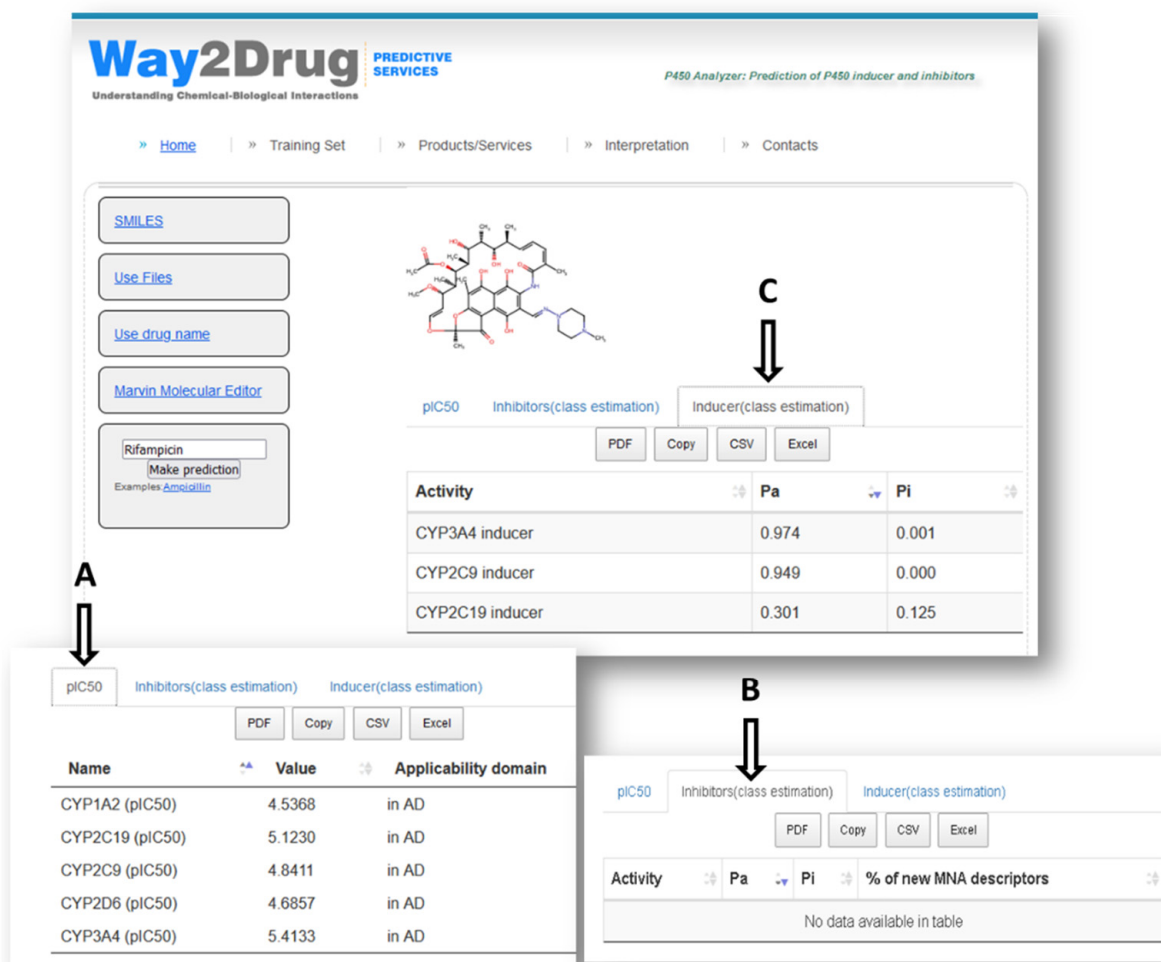 Way2Drug PREDICTIVE SERVICES
Understanding Chemical-Biological Interactions
P450 Analyzer: Prediction of P450 inducer and inhibitors
» Home » Training Set » Products/Services » Interpretation » Contacts
SMILES
Use Files
Use drug name
Marvin Molecular Editor
Rifampicin
Make prediction
Examples:Ampicillin
C
pIC50 Inhibitors(class estimation) Inducer(class estimation)
PDF Copy CSV Excel
Activity Pa Pi
CYP3A4 inducer 0.974 0.001
CYP2C9 inducer 0.949 0.000
CYP2C19 inducer 0.301 0.125
A
pIC50 Inhibitors(class estimation) Inducer(class estimation)
PDF Copy CSV Excel
Name Value Applicability domain
CYP1A2 (pIC50) 4.5368 in AD
CYP2C19 (pIC50) 5.1230 in AD
CYP2C9 (pIC50) 4.8411 in AD
CYP2D6 (pIC50) 4.6857 in AD
CYP3A4 (pIC50) 5.4133 in AD
B
pIC50 Inhibitors(class estimation) Inducer(class estimation)
PDF Copy CSV Excel
Activity Pa Pi % of new MNA descriptors
No data available in table